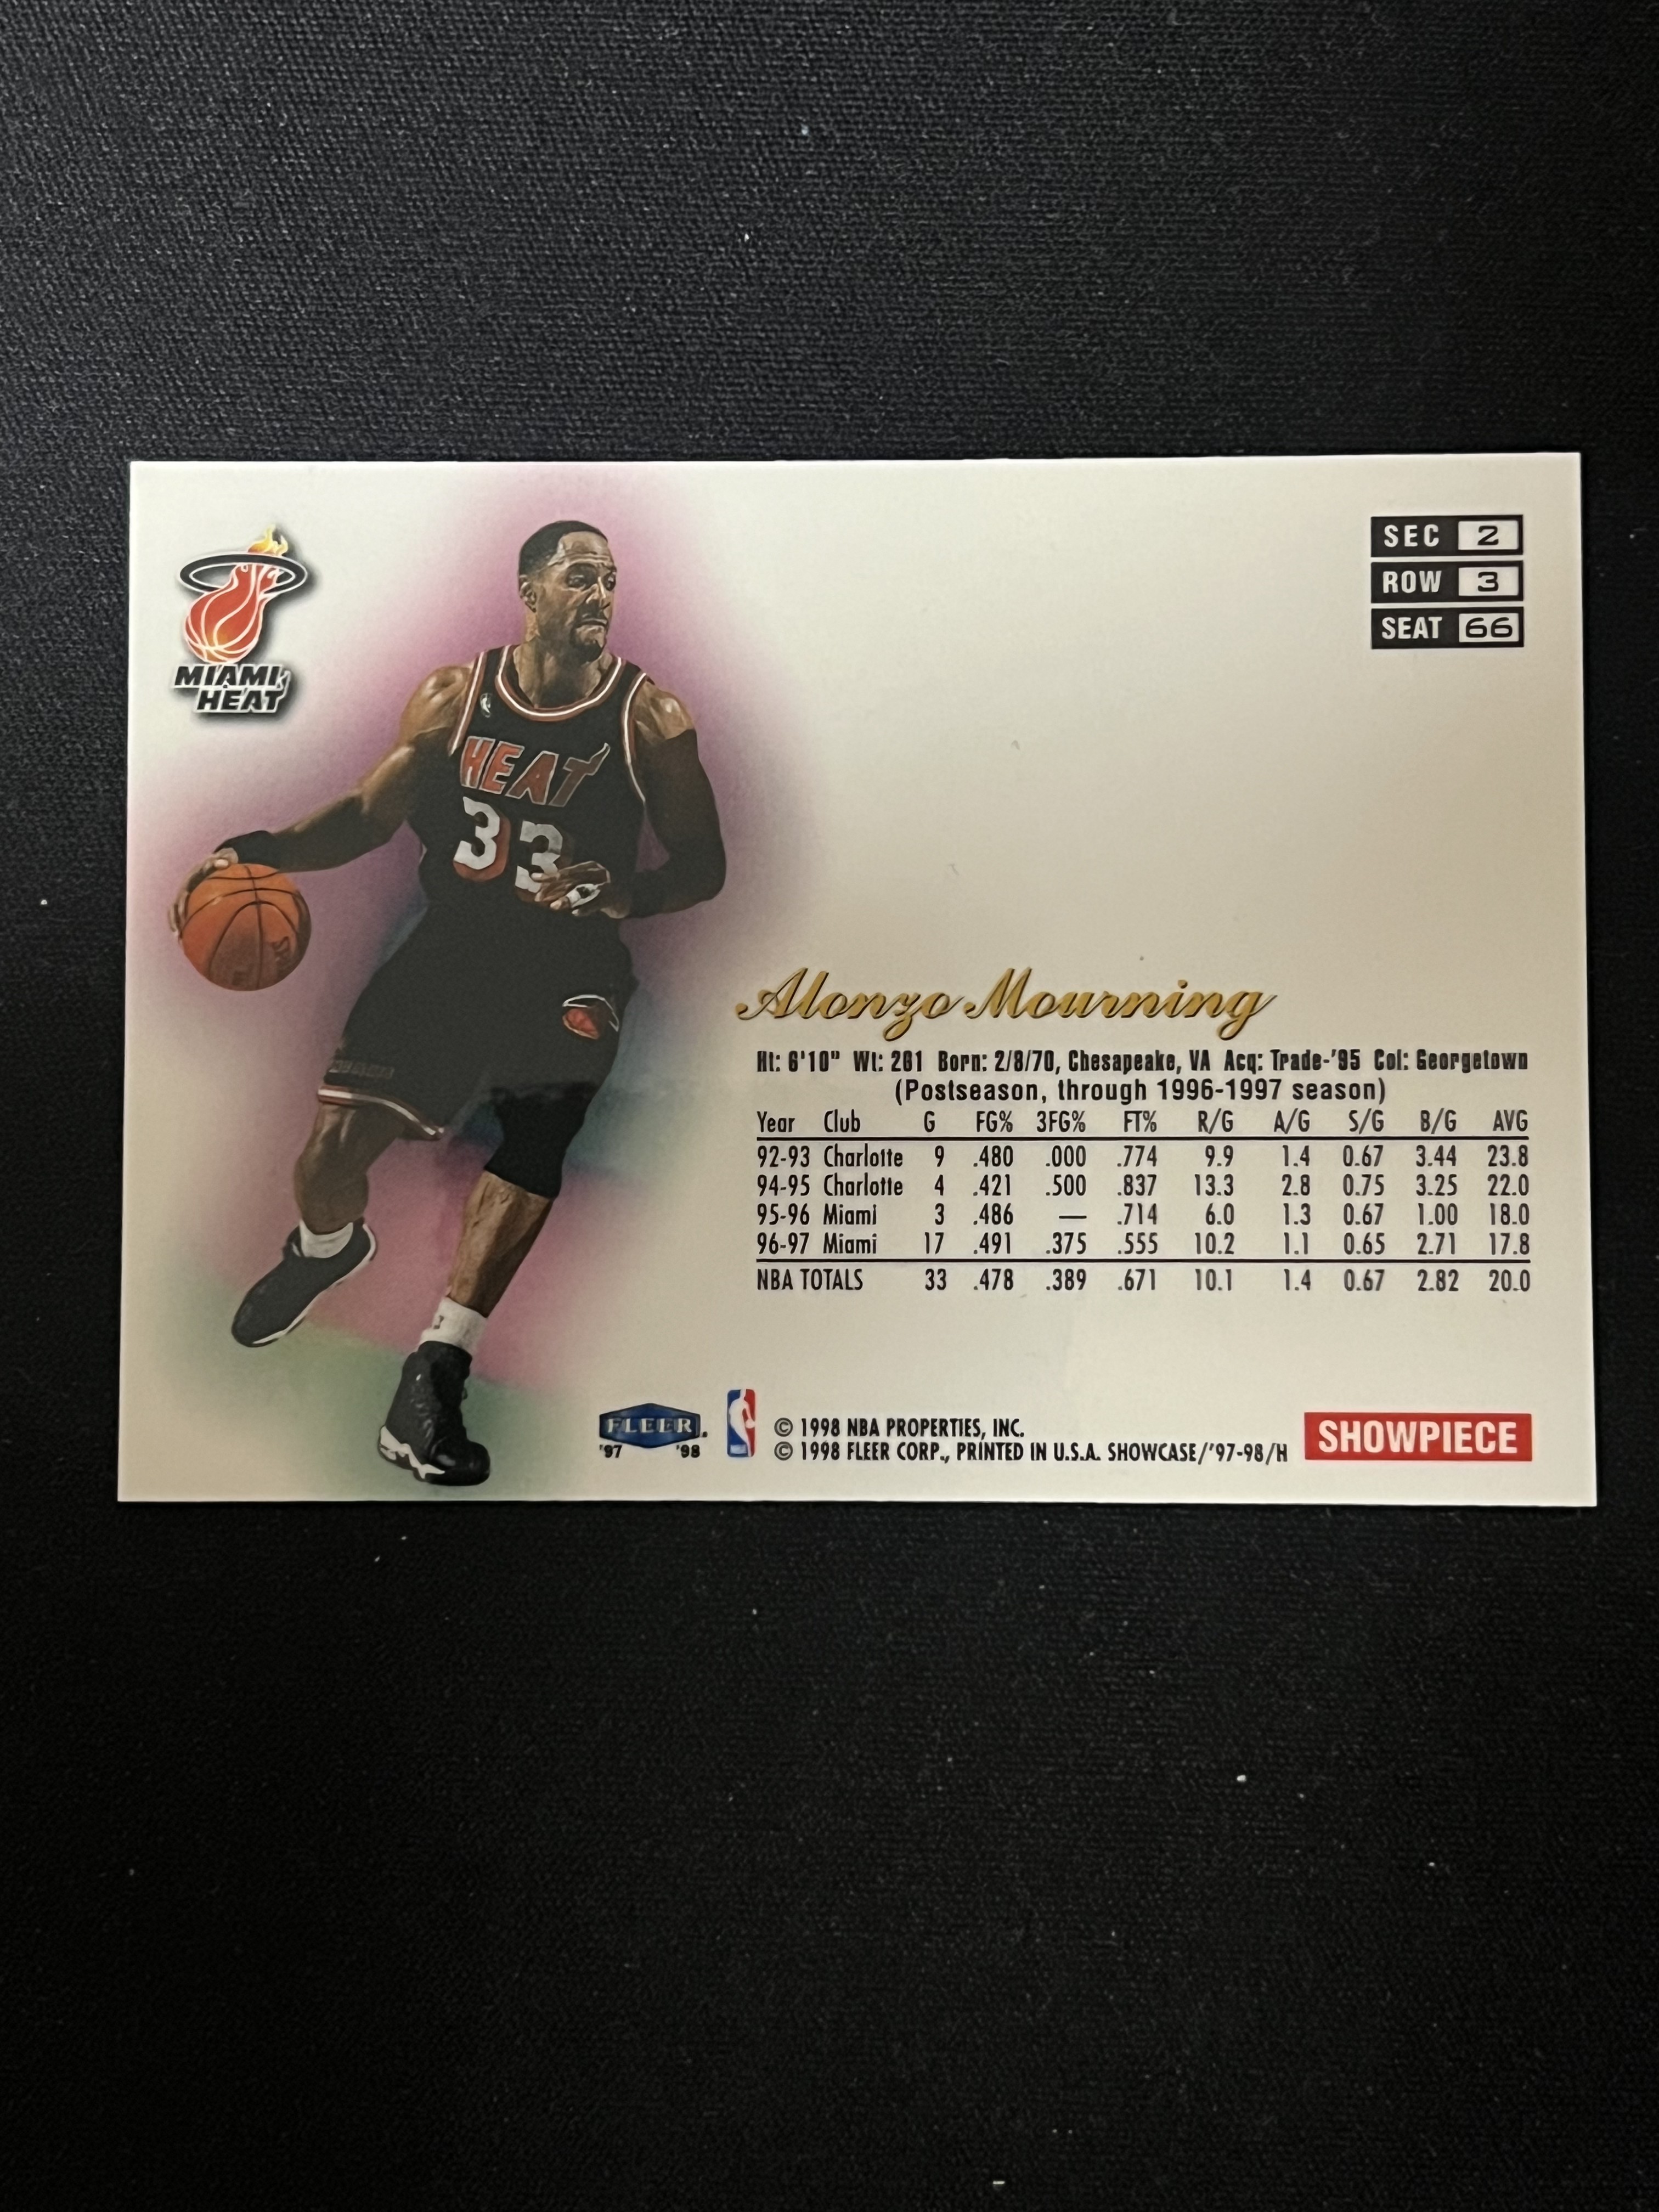 SEC 2
ROW 3
SEAT 66
MIAMI
HEAT
HEAT
33
Alonzo Mourning
Ht: 6'10" Wt: 261 Born: 2/8/70, Chesapeake, VA Acq: Trade-'95 Col: Georgetown
(Postseason, through 1996-1997 season)
Year Club G FG% 3FG% FT% R/G A/G S/G B/G AVG
92-93 Charlotte 9 .480 .000 .774 9.9 1.4 0.67 3.44 23.8
94-95 Charlotte 4 .421 .500 .837 13.3 2.8 0.75 3.25 22.0
95-96 Miami 3 .486 — .714 6.0 1.3 0.67 1.00 18.0
96-97 Miami 17 .491 .375 .555 10.2 1.1 0.65 2.71 17.8
NBA TOTALS 33 .478 .389 .671 10.1 1.4 0.67 2.82 20.0
FLEER
'97 '98
© 1998 NBA PROPERTIES, INC.
© 1998 FLEER CORP., PRINTED IN U.S.A. SHOWCASE/'97-98/H
SHOWPIECE